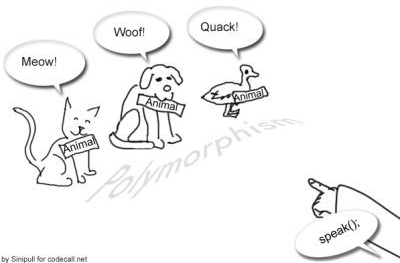 Quack!
Woof!
Meow!
Animal
Animal
Animal
Polymorphism
speak();
by Sinipull for codecall.net